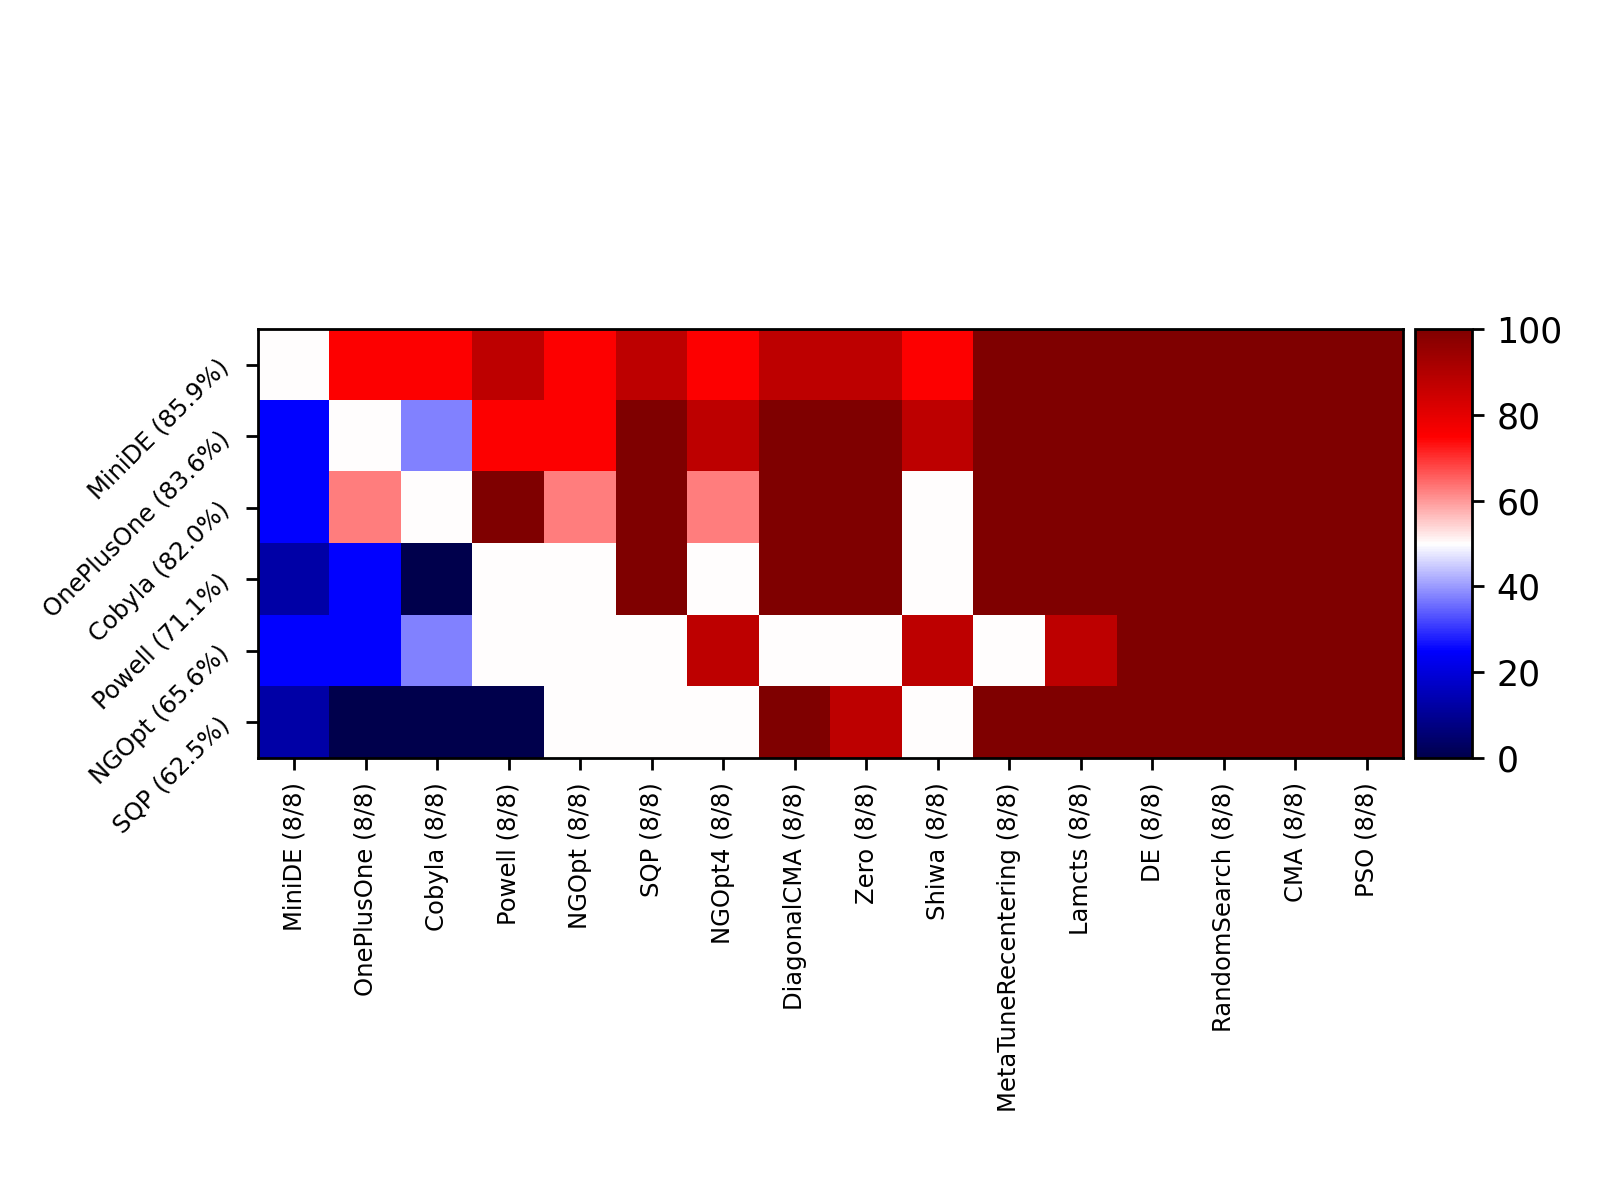 MiniDE (85.9%)
OnePlusOne (83.6%)
Cobyla (82.0%)
Powell (71.1%)
NGOpt (65.6%)
SQP (62.5%)
MiniDE (8/8)
OnePlusOne (8/8)
Cobyla (8/8)
Powell (8/8)
NGOpt (8/8)
SQP (8/8)
NGOpt4 (8/8)
DiagonalCMA (8/8)
Zero (8/8)
Shiwa (8/8)
MetaTuneRecentering (8/8)
Lamcts (8/8)
DE (8/8)
RandomSearch (8/8)
CMA (8/8)
PSO (8/8)
100
80
60
40
20
0